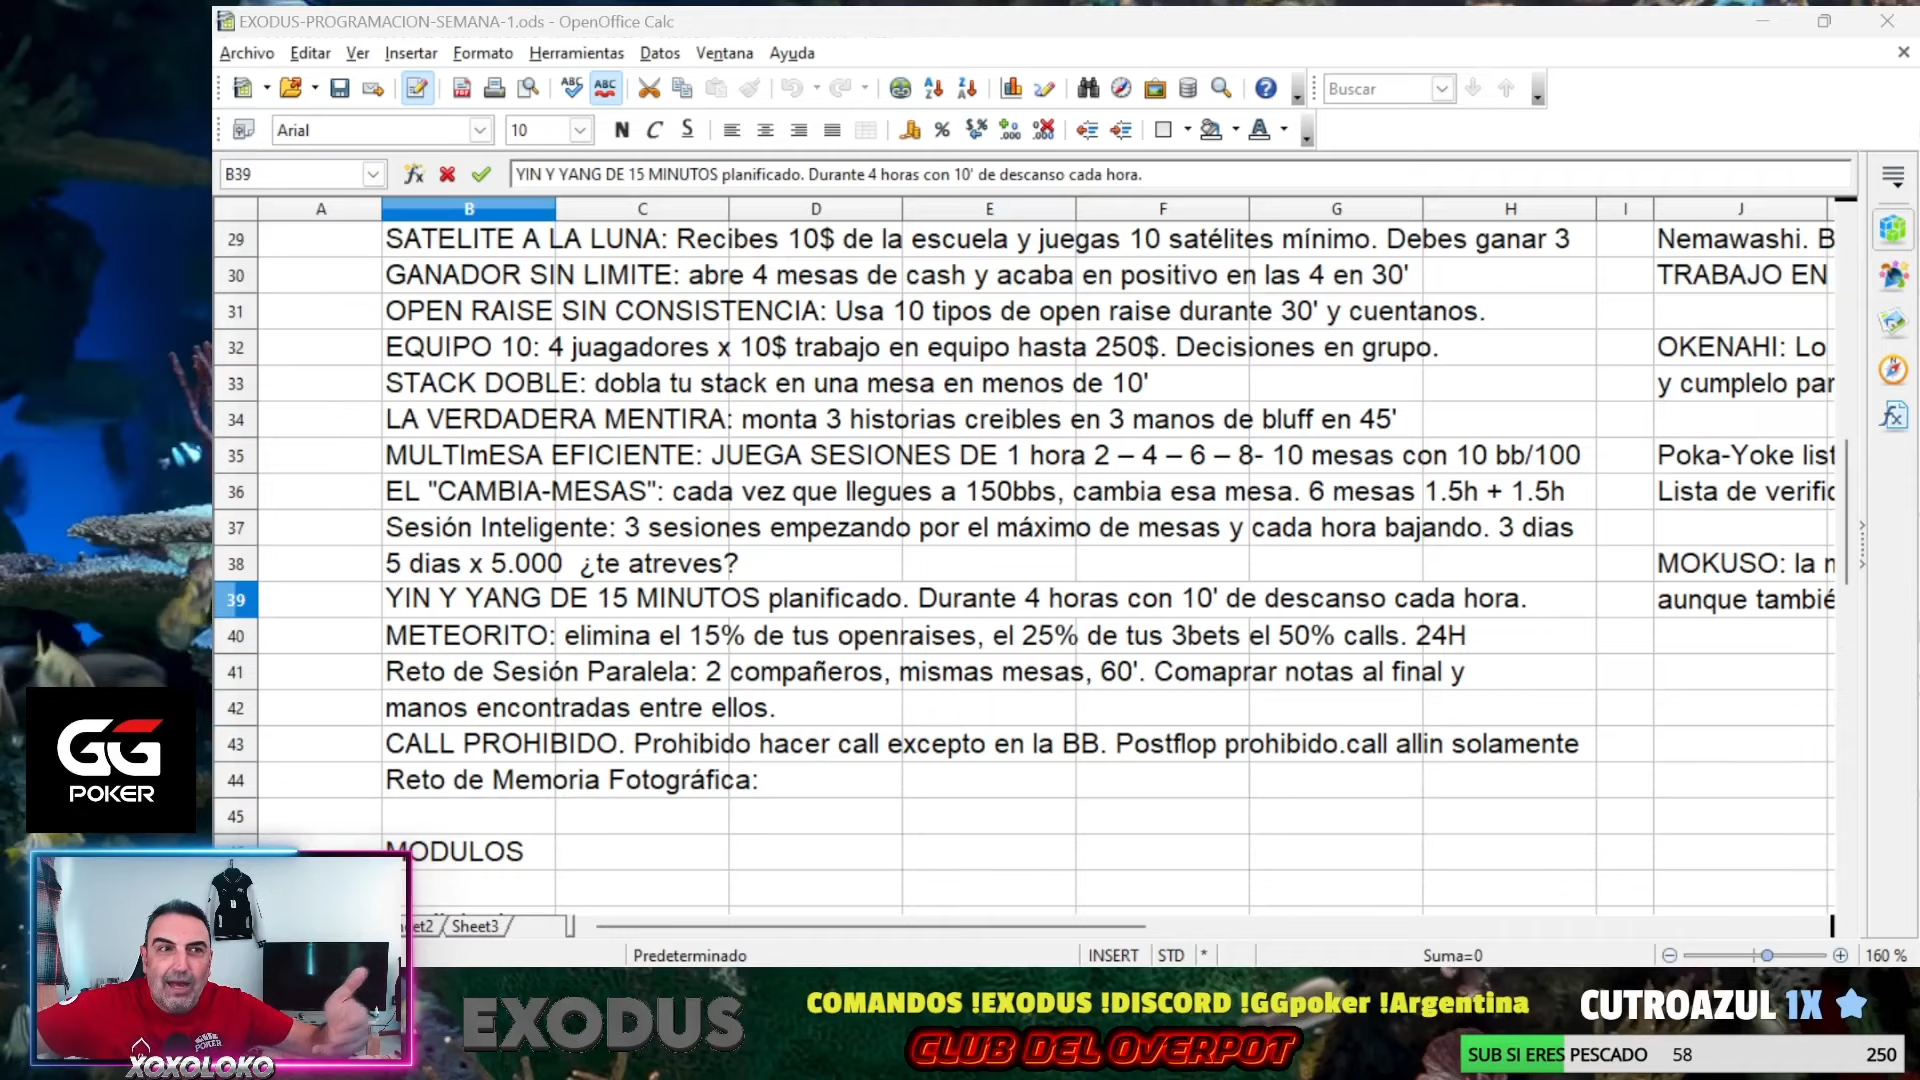 EXODUS-PROGRAMACION-SEMANA-1.ods - OpenOffice Calc
Archivo Editar Ver Insertar Formato Herramientas Datos Ventana Ayuda
Buscar
Arial 10 N C S
B39 YIN Y YANG DE 15 MINUTOS planificado. Durante 4 horas con 10' de descanso cada hora.
A B C D E F G H I J
29 SATELITE A LA LUNA: Recibes 10$ de la escuela y juegas 10 satélites mínimo. Debes ganar 3 Nemawashi. B
30 GANADOR SIN LIMITE: abre 4 mesas de cash y acaba en positivo en las 4 en 30' TRABAJO EN
31 OPEN RAISE SIN CONSISTENCIA: Usa 10 tipos de open raise durante 30' y cuentanos.
32 EQUIPO 10: 4 juagadores x 10$ trabajo en equipo hasta 250$. Decisiones en grupo. OKENAHI: Lo
33 STACK DOBLE: dobla tu stack en una mesa en menos de 10' y cumplelo par
34 LA VERDADERA MENTIRA: monta 3 historias creibles en 3 manos de bluff en 45'
35 MULTImESA EFICIENTE: JUEGA SESIONES DE 1 hora 2 – 4 – 6 – 8- 10 mesas con 10 bb/100 Poka-Yoke list
36 EL "CAMBIA-MESAS": cada vez que llegues a 150bbs, cambia esa mesa. 6 mesas 1.5h + 1.5h Lista de verific
37 Sesión Inteligente: 3 sesiones empezando por el máximo de mesas y cada hora bajando. 3 dias
38 5 dias x 5.000 ¿te atreves? MOKUSO: la m
39 YIN Y YANG DE 15 MINUTOS planificado. Durante 4 horas con 10' de descanso cada hora. aunque tambié
40 METEORITO: elimina el 15% de tus openraises, el 25% de tus 3bets el 50% calls. 24H
41 Reto de Sesión Paralela: 2 compañeros, mismas mesas, 60'. Comaprar notas al final y
42 manos encontradas entre ellos.
43 CALL PROHIBIDO. Prohibido hacer call excepto en la BB. Postflop prohibido.call allin solamente
44 Reto de Memoria Fotográfica:
45
MODULOS
eet2 Sheet3
Predeterminado INSERT STD * Suma=0 160 %
GG
POKER
XOXOLOKO
EXODUS
COMANDOS !EXODUS !DISCORD !GGpoker !Argentina
CLUB DEL OVERPOT
CUTROAZUL 1X
SUB SI ERES PESCADO 58 250